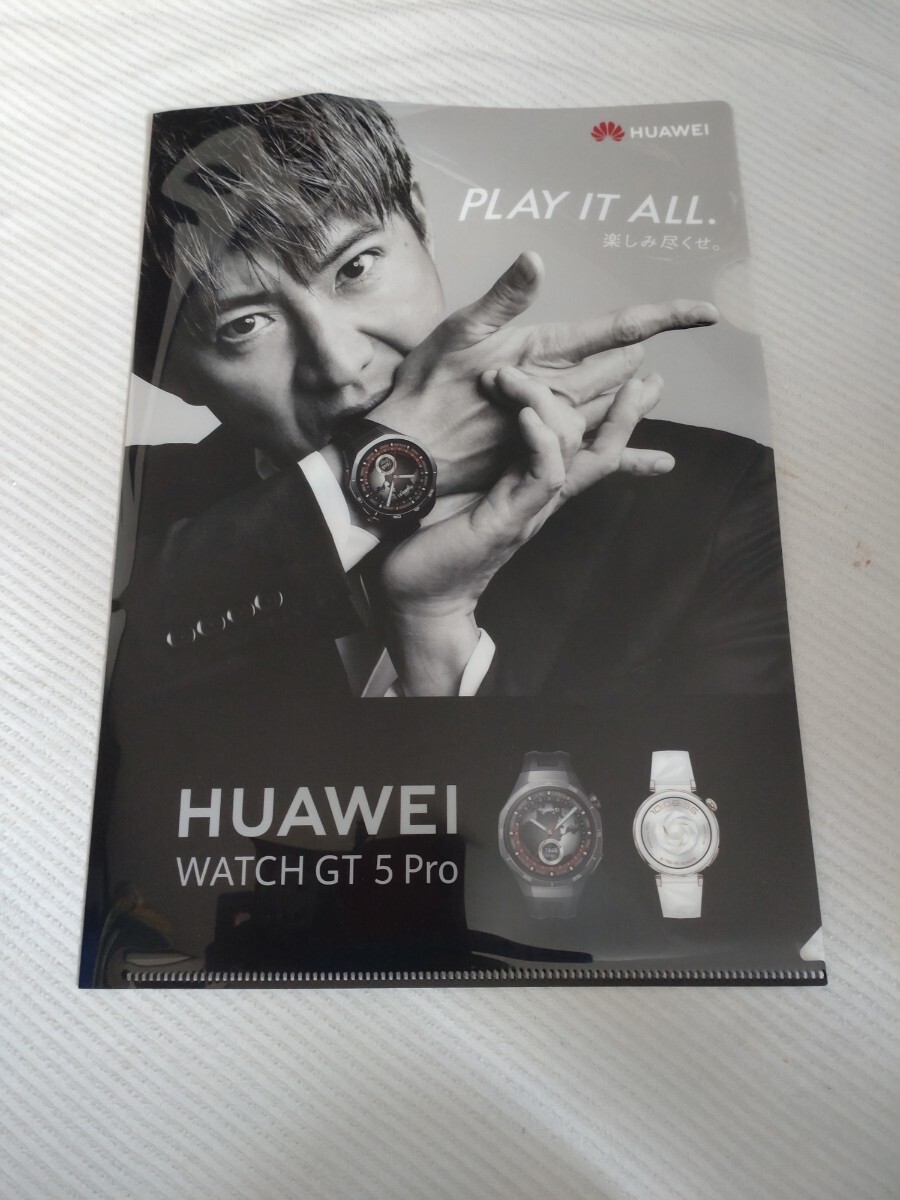 HUAWEI
PLAY IT ALL.
楽しみ尽くせ。
HUAWEI
WATCH GT 5 Pro